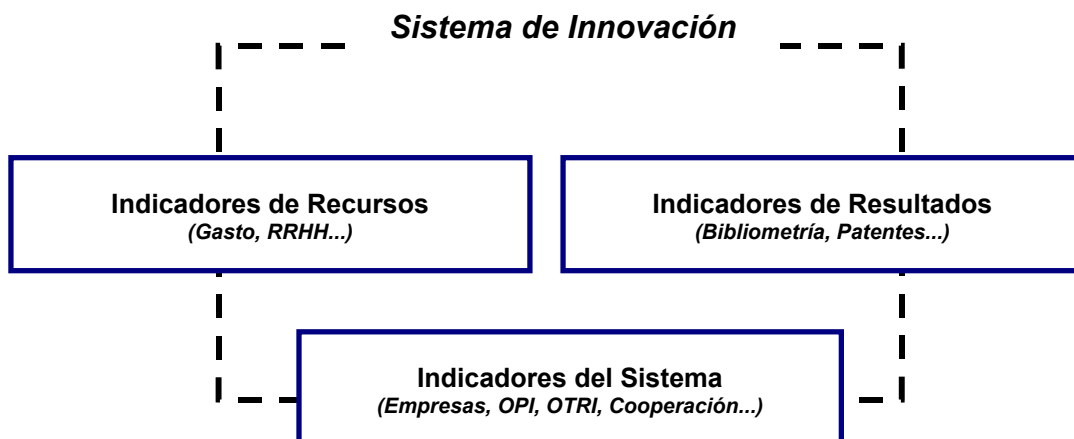 Sistema de Innovación
Indicadores de Recursos
(Gasto, RRHH...)
Indicadores de Resultados
(Bibliometría, Patentes...)
Indicadores del Sistema
(Empresas, OPI, OTRI, Cooperación...)